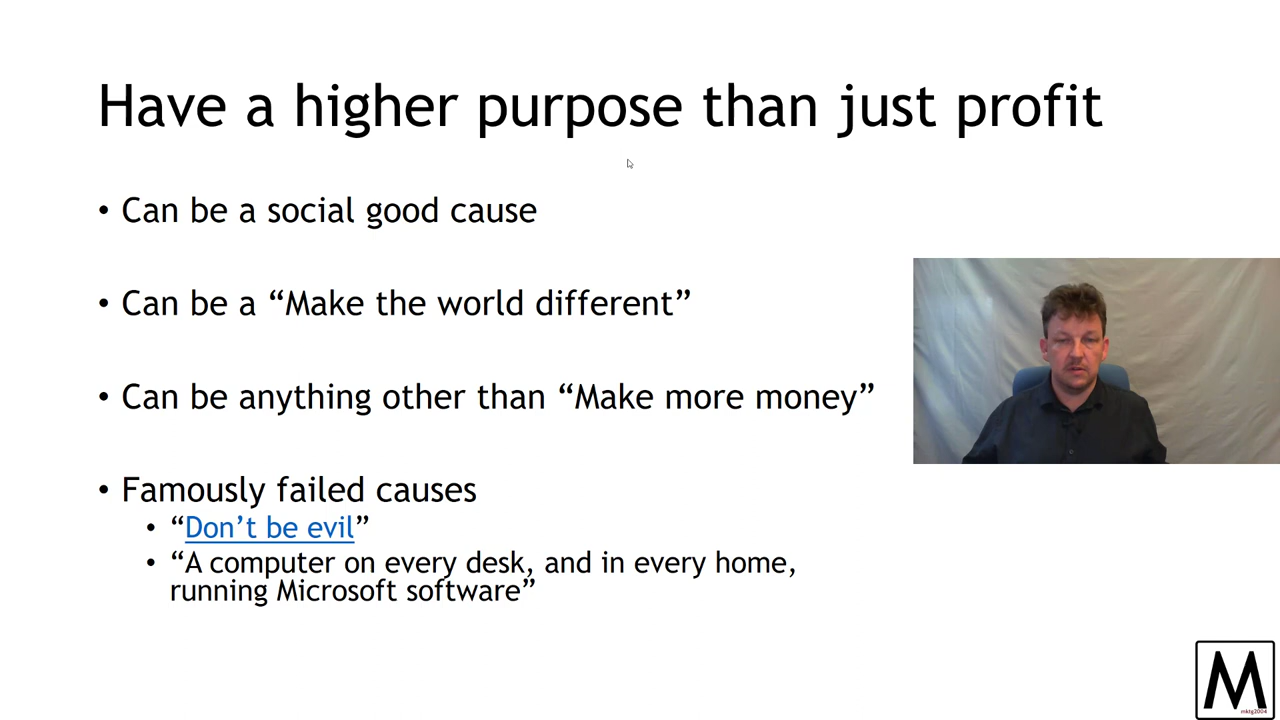 Have a higher purpose than just profit
• Can be a social good cause
• Can be a “Make the world different”
• Can be anything other than “Make more money”
• Famously failed causes
• “Don’t be evil”
• “A computer on every desk, and in every home,
running Microsoft software”
M
mktg2004